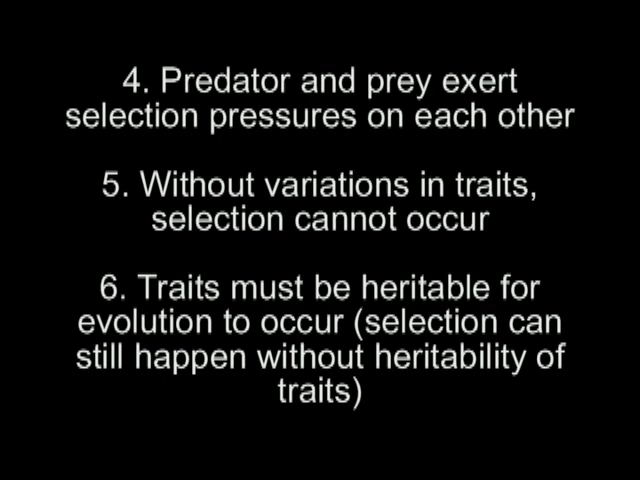 4. Predator and prey exert
selection pressures on each other
5. Without variations in traits,
selection cannot occur
6. Traits must be heritable for
evolution to occur (selection can
still happen without heritability of
traits)